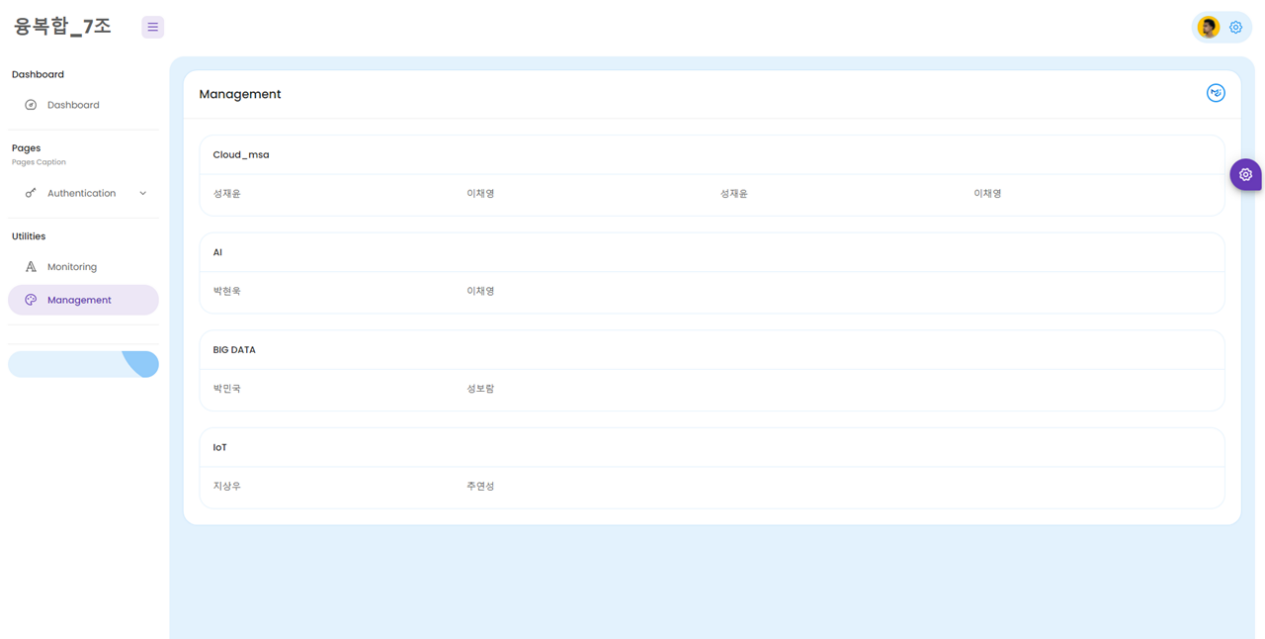 융복합_7조
Dashboard
Dashboard
Pages
Pages Caption
Authentication
Utilities
Monitoring
Management
Management
Cloud_msa
성재윤 이채영 성재윤 이채영
AI
박현욱 이채영
BIG DATA
박민국 성보람
IoT
지상우 주연성